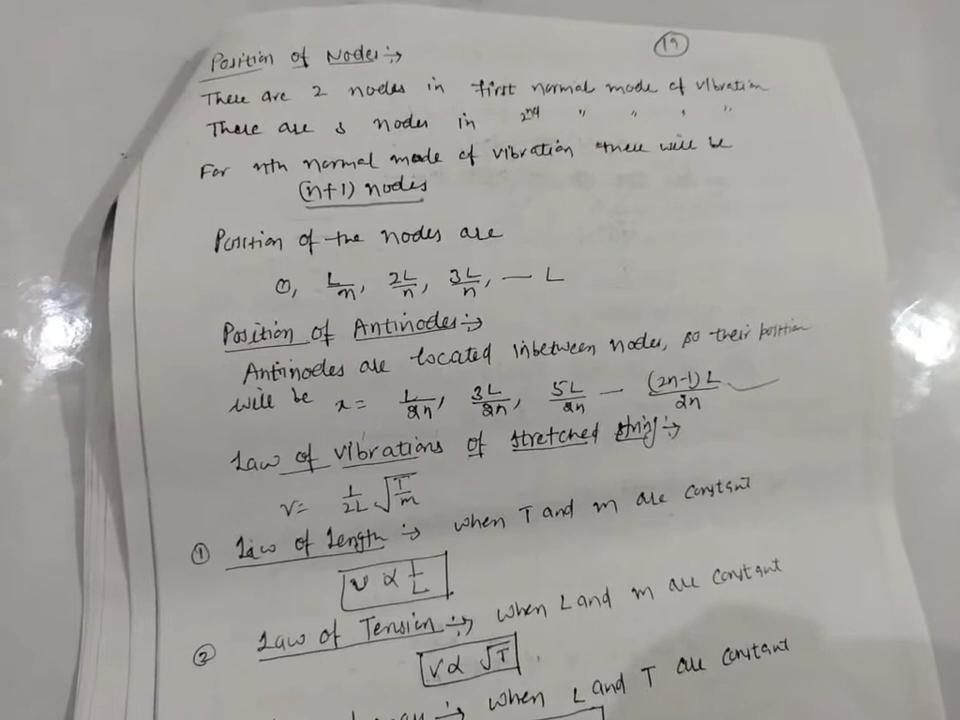 19
Position of Nodes :→
There are 2 nodes in first normal mode of vibration
There are 3 nodes in 2nd " " " "
For nth normal mode of vibration there will be
(n+1) nodes
Position of the nodes are
0, L/n, 2L/n, 3L/n, — L
Position of Antinodes :→
Antinodes are located inbetween nodes, so their position
will be x = L/2n, 3L/2n, 5L/2n — (2n-1)L/2n
Law of vibrations of stretched string :→
ν = 1/2L √T/m
① Law of Length :→ when T and m are constant
ν ∝ 1/L
② Law of Tension :→ when L and m are constant
ν ∝ √T
:→ when L and T are constant